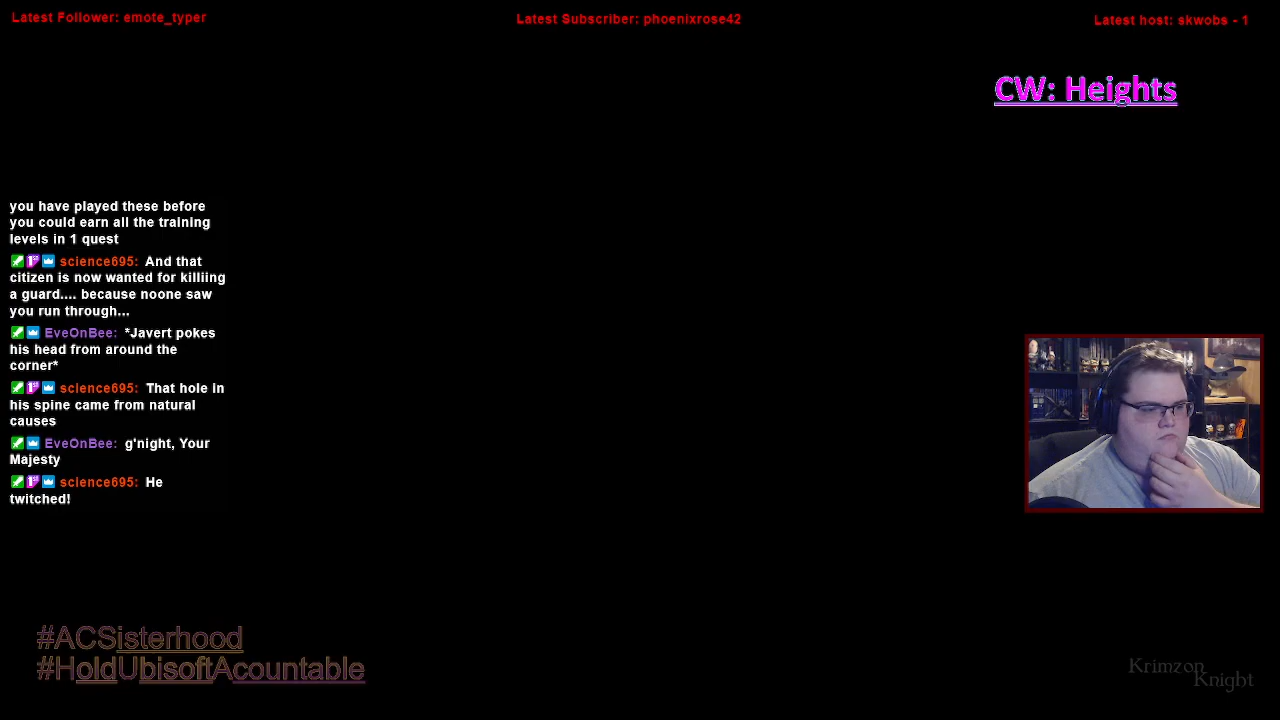 Latest Follower: emote_typer
Latest Subscriber: phoenixrose42
Latest host: skwobs - 1
CW: Heights
you have played these before
you could earn all the training
levels in 1 quest
science695: And that
citizen is now wanted for killiing
a guard.... because noone saw
you run through...
EveOnBee: *Javert pokes
his head from around the
corner*
science695: That hole in
his spine came from natural
causes
EveOnBee: g'night, Your
Majesty
science695: He
twitched!
#ACSisterhood
#HoldUbisoftAcountable
Krimzon
Knight